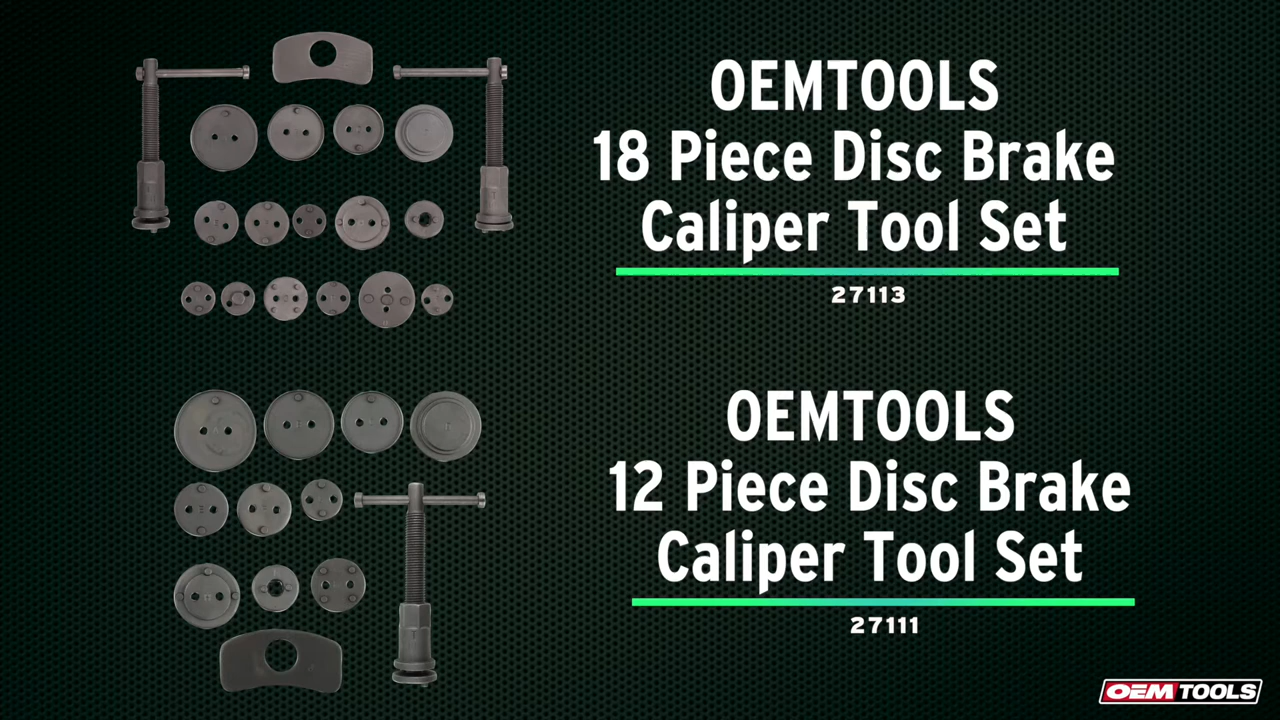 OEMTOOLS
18 Piece Disc Brake
Caliper Tool Set
27113
OEMTOOLS
12 Piece Disc Brake
Caliper Tool Set
27111
OEMTOOLS